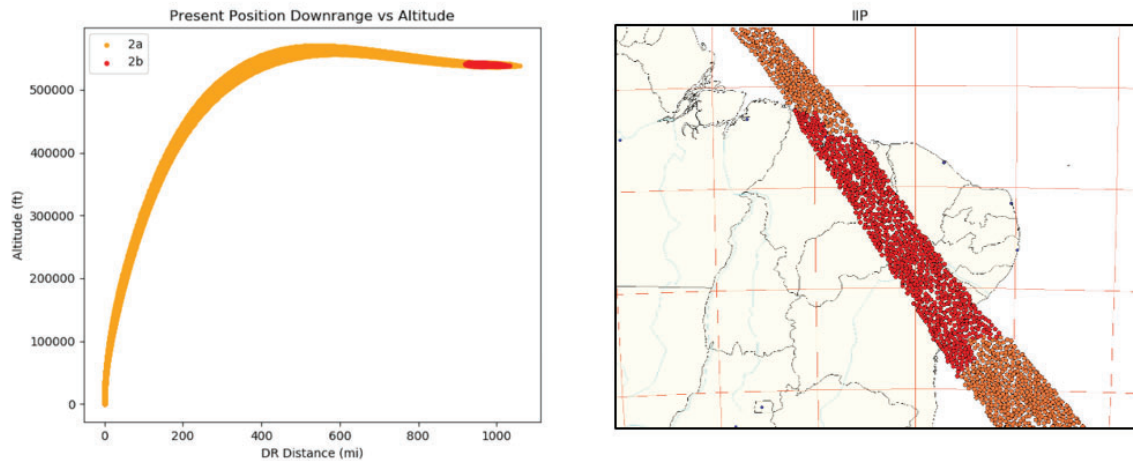 Present Position Downrange vs Altitude
2a
2b
500000
400000
300000
200000
100000
0
Altitude (ft)
0
200
400
600
800
1000
DR Distance (mi)
IIP